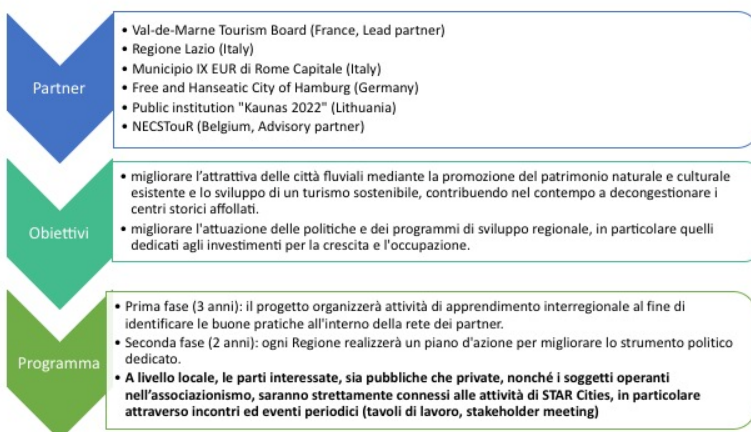 Partner
• Val-de-Marne Tourism Board (France, Lead partner)
• Regione Lazio (Italy)
• Municipio IX EUR di Rome Capitale (Italy)
• Free and Hanseatic City of Hamburg (Germany)
• Public institution "Kaunas 2022" (Lithuania)
• NECSTouR (Belgium, Advisory partner)
Obiettivi
• migliorare l'attrattiva delle città fluviali mediante la promozione del patrimonio naturale e culturale
esistente e lo sviluppo di un turismo sostenibile, contribuendo nel contempo a decongestionare i
centri storici affollati.
• migliorare l'attuazione delle politiche e dei programmi di sviluppo regionale, in particolare quelli
dedicati agli investimenti per la crescita e l'occupazione.
Programma
• Prima fase (3 anni): il progetto organizzerà attività di apprendimento interregionale al fine di
identificare le buone pratiche all'interno della rete dei partner.
• Seconda fase (2 anni): ogni Regione realizzerà un piano d'azione per migliorare lo strumento politico
dedicato.
• A livello locale, le parti interessate, sia pubbliche che private, nonché i soggetti operanti
nell'associazionismo, saranno strettamente connessi alle attività di STAR Cities, in particolare
attraverso incontri ed eventi periodici (tavoli di lavoro, stakeholder meeting)